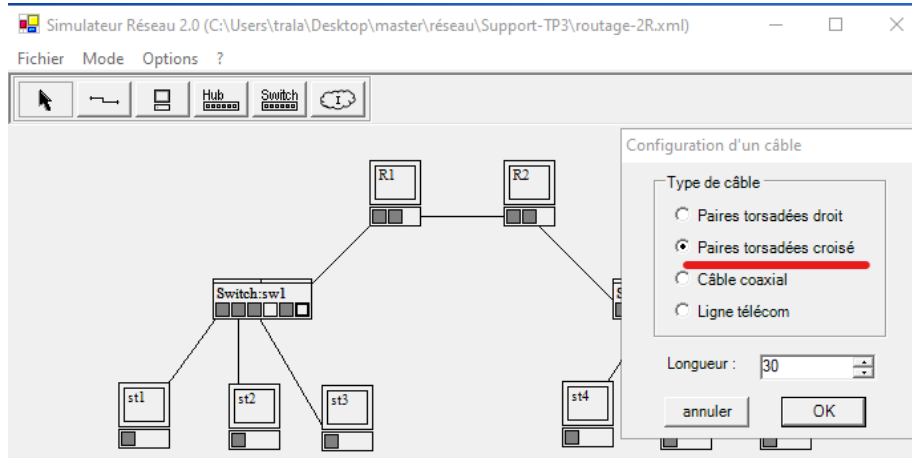 Simulateur Réseau 2.0 (C:\Users\trala\Desktop\master\réseau\Support-TP3\routage-2R.xml)
Fichier Mode Options ?
Hub
Switch
I
Configuration d'un câble
Type de câble
Paires torsadées droit
Paires torsadées croisé
Câble coaxial
Ligne télécom
Longueur : 30
annuler OK
R1 R2
Switch:sw1
st1 st2 st3 st4